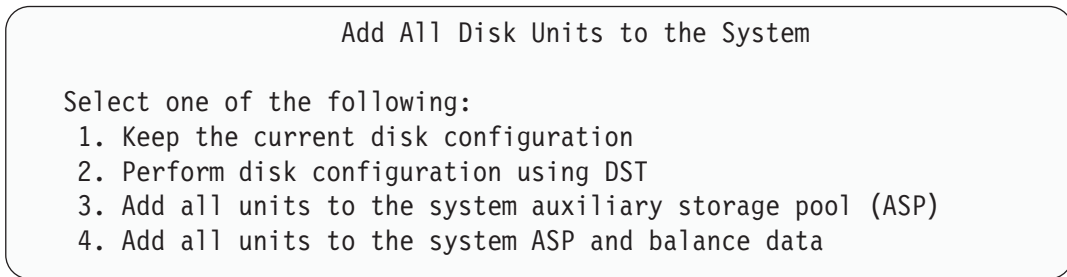 Add All Disk Units to the System
Select one of the following:
1. Keep the current disk configuration
2. Perform disk configuration using DST
3. Add all units to the system auxiliary storage pool (ASP)
4. Add all units to the system ASP and balance data